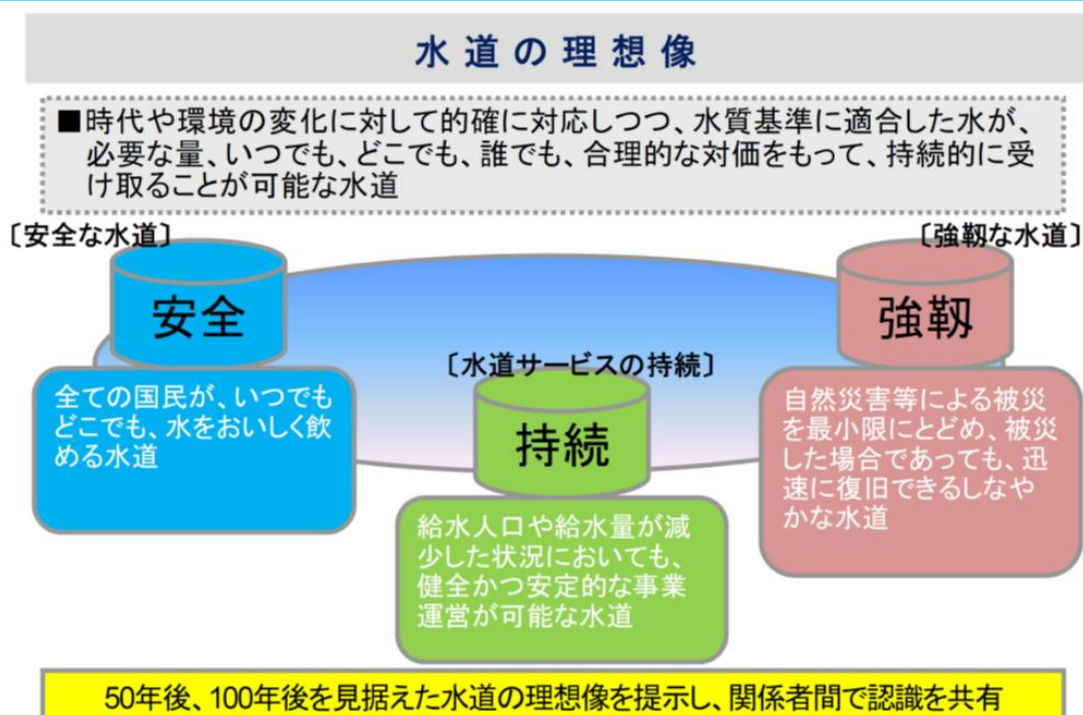 水道の理想像
■時代や環境の変化に対して的確に対応しつつ、水質基準に適合した水が、
必要な量、いつでも、どこでも、誰でも、合理的な対価をもって、持続的に受
け取ることが可能な水道
〔安全な水道〕
〔強靭な水道〕
安全
強靱
全ての国民が、いつでも
どこでも、水をおいしく飲
める水道
〔水道サービスの持続〕
持続
自然災害等による被災
を最小限にとどめ、被災
した場合であっても、迅
速に復旧できるしなや
かな水道
給水人口や給水量が減
少した状況においても、
健全かつ安定的な事業
運営が可能な水道
50年後、100年後を見据えた水道の理想像を提示し、関係者間で認識を共有